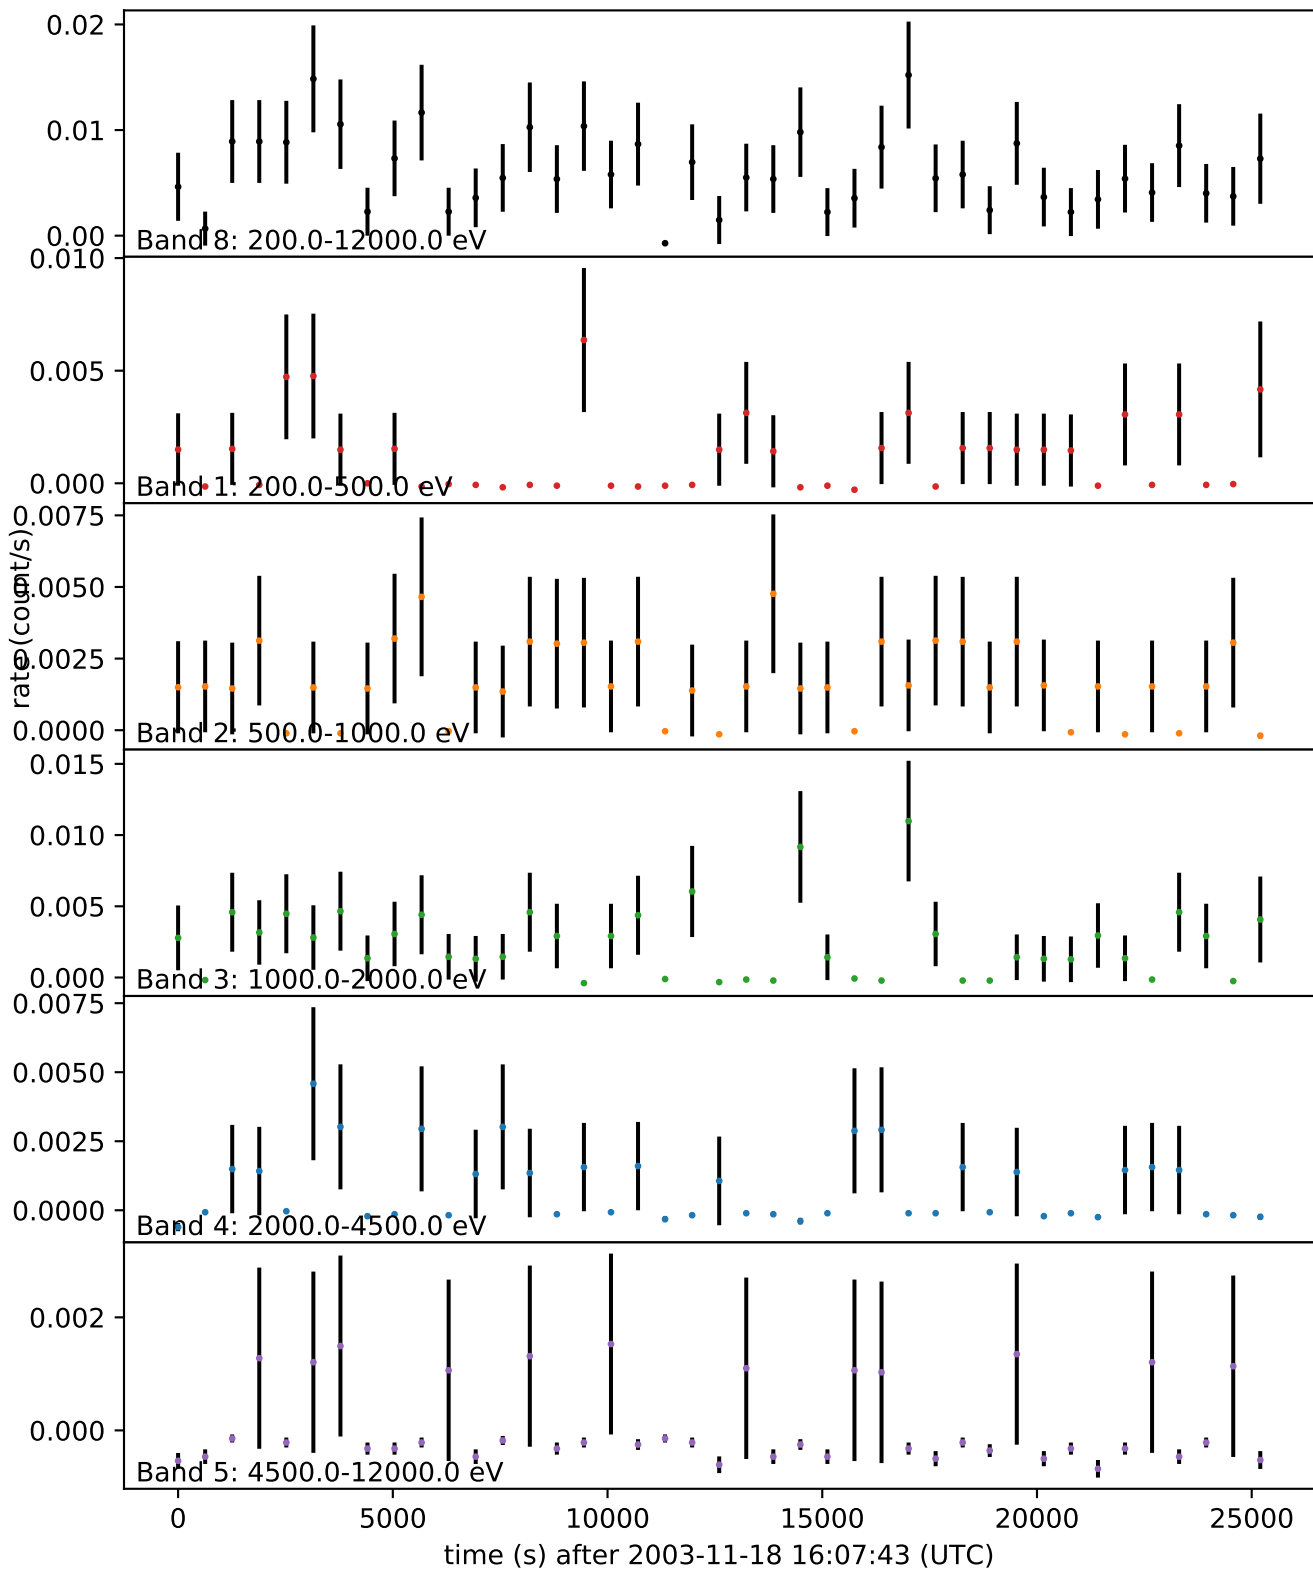 0.02
0.01
0.00
Band 8: 200.0-12000.0 eV
0.010
0.005
0.000
Band 1: 200.0-500.0 eV
0.0075
0.0050
0.0025
0.0000
Band 2: 500.0-1000.0 eV
rate (count/s)
0.015
0.010
0.005
0.000
Band 3: 1000.0-2000.0 eV
0.0075
0.0050
0.0025
0.0000
Band 4: 2000.0-4500.0 eV
0.002
0.000
Band 5: 4500.0-12000.0 eV
0 5000 10000 15000 20000 25000
time (s) after 2003-11-18 16:07:43 (UTC)